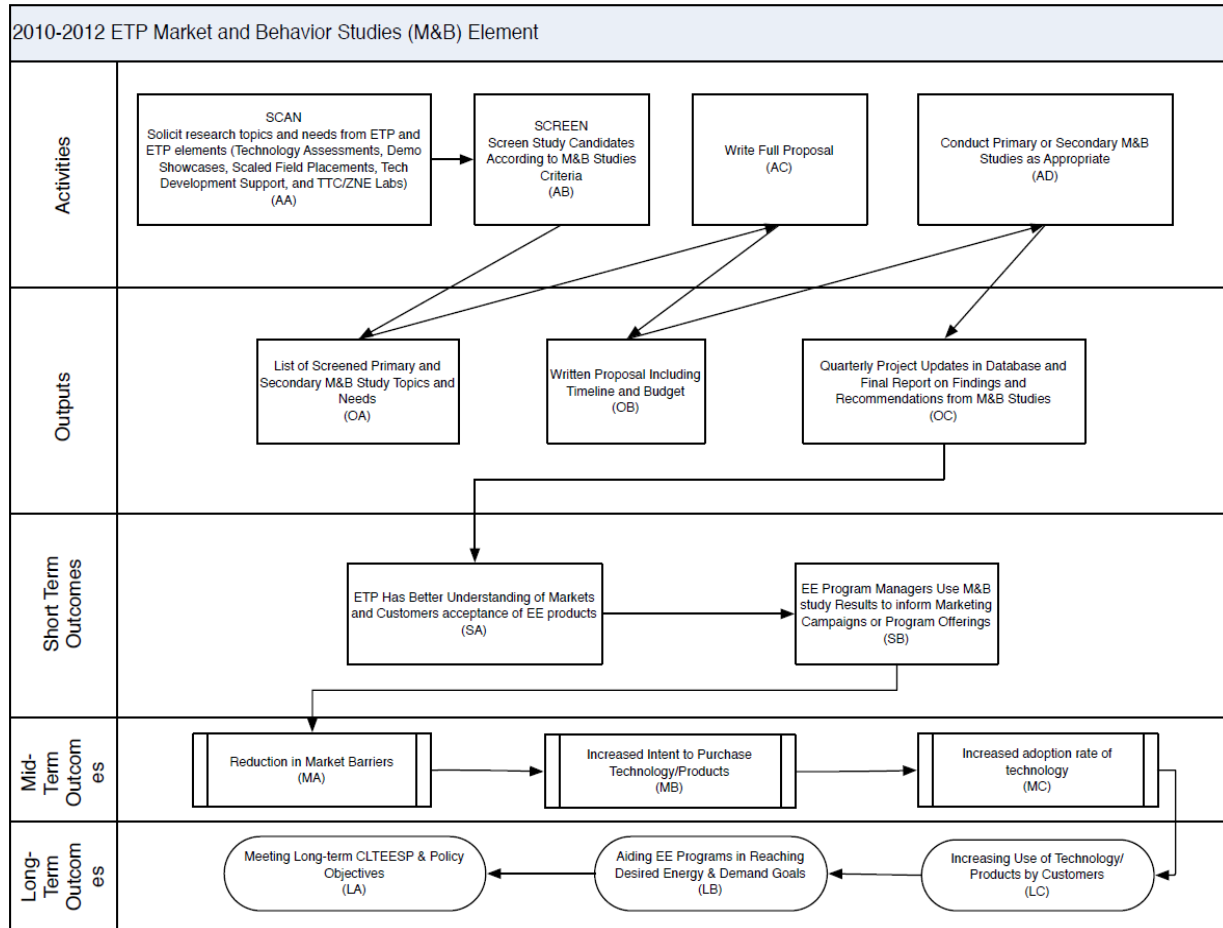 2010-2012 ETP Market and Behavior Studies (M&B) Element
Activities
SCAN
Solicit research topics and needs from ETP and
ETP elements (Technology Assessments, Demo
Showcases, Scaled Field Placements, Tech
Development Support, and TTC/ZNE Labs)
(AA)
SCREEN
Screen Study Candidates
According to M&B Studies
Criteria
(AB)
Write Full Proposal
(AC)
Conduct Primary or Secondary M&B
Studies as Appropriate
(AD)
Outputs
List of Screened Primary and
Secondary M&B Study Topics and
Needs
(OA)
Written Proposal Including
Timeline and Budget
(OB)
Quarterly Project Updates in Database and
Final Report on Findings and
Recommendations from M&B Studies
(OC)
Short Term
Outcomes
ETP Has Better Understanding of Markets
and Customers acceptance of EE products
(SA)
EE Program Managers Use M&B
study Results to inform Marketing
Campaigns or Program Offerings
(SB)
Mid-
Term
Outcom
es
Reduction in Market Barriers
(MA)
Increased Intent to Purchase
Technology/Products
(MB)
Increased adoption rate of
technology
(MC)
Long-
Term
Outcom
es
Meeting Long-term CLTEESP & Policy
Objectives
(LA)
Aiding EE Programs in Reaching
Desired Energy & Demand Goals
(LB)
Increasing Use of Technology/
Products by Customers
(LC)